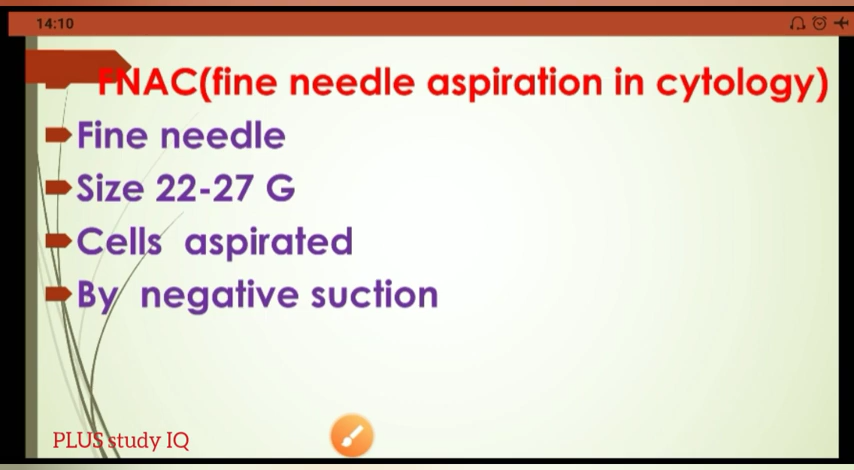 14:10
FNAC(fine needle aspiration in cytology)
Fine needle
Size 22-27 G
Cells aspirated
By negative suction
PLUS study IQ